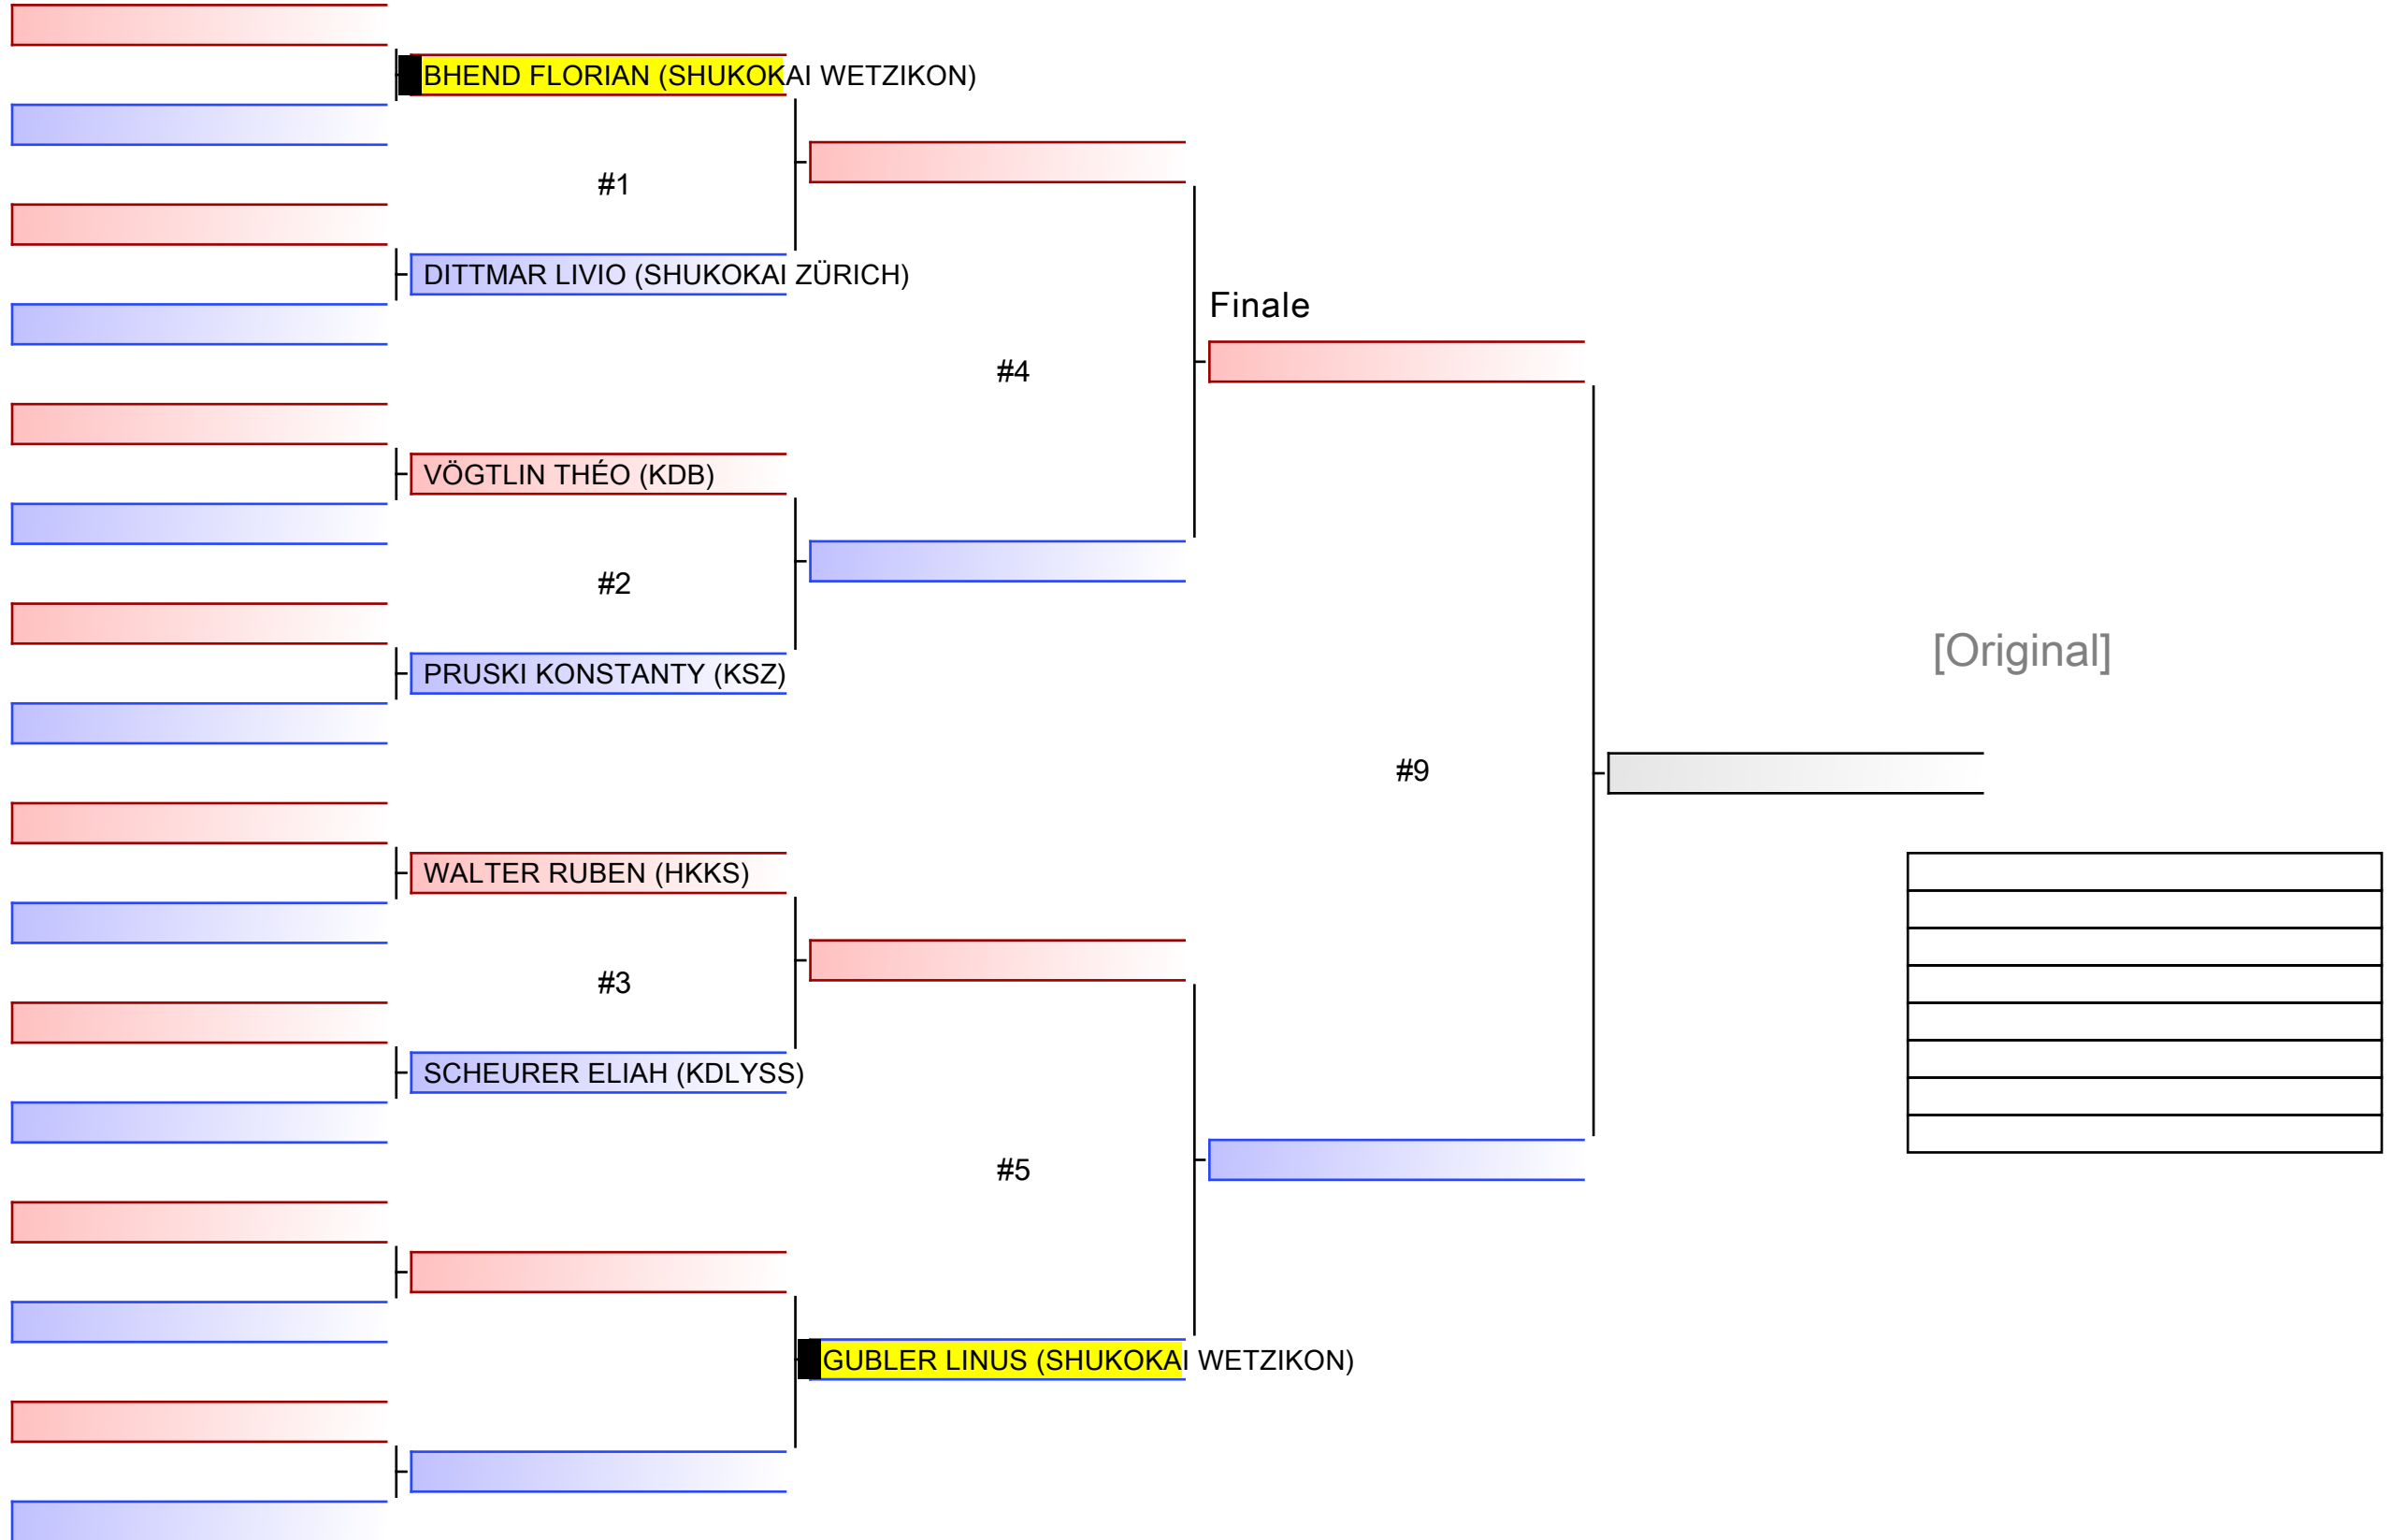 BHEND FLORIAN (SHUKOKAI WETZIKON)
#1
DITTMAR LIVIO (SHUKOKAI ZÜRICH)
Finale
#4
VÖGTLIN THÉO (KDB)
#2
PRUSKI KONSTANTY (KSZ)
[Original]
#9
WALTER RUBEN (HKKS)
#3
SCHEURER ELIAH (KDLYSS)
#5
GUBLER LINUS (SHUKOKAI WETZIKON)